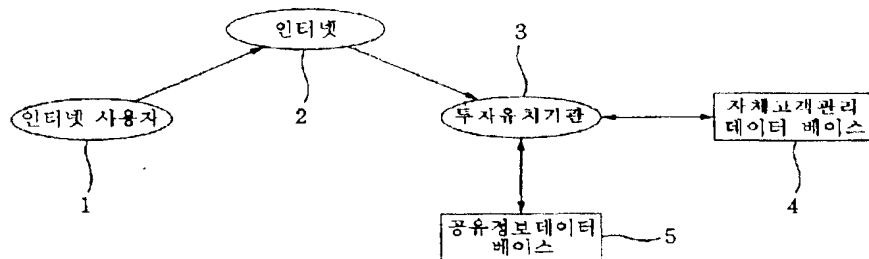 인터넷
2
인터넷 사용자
1
3
투자유치기관
자체고객관리
데이터 베이스
4
공유정보데이터
베이스
5